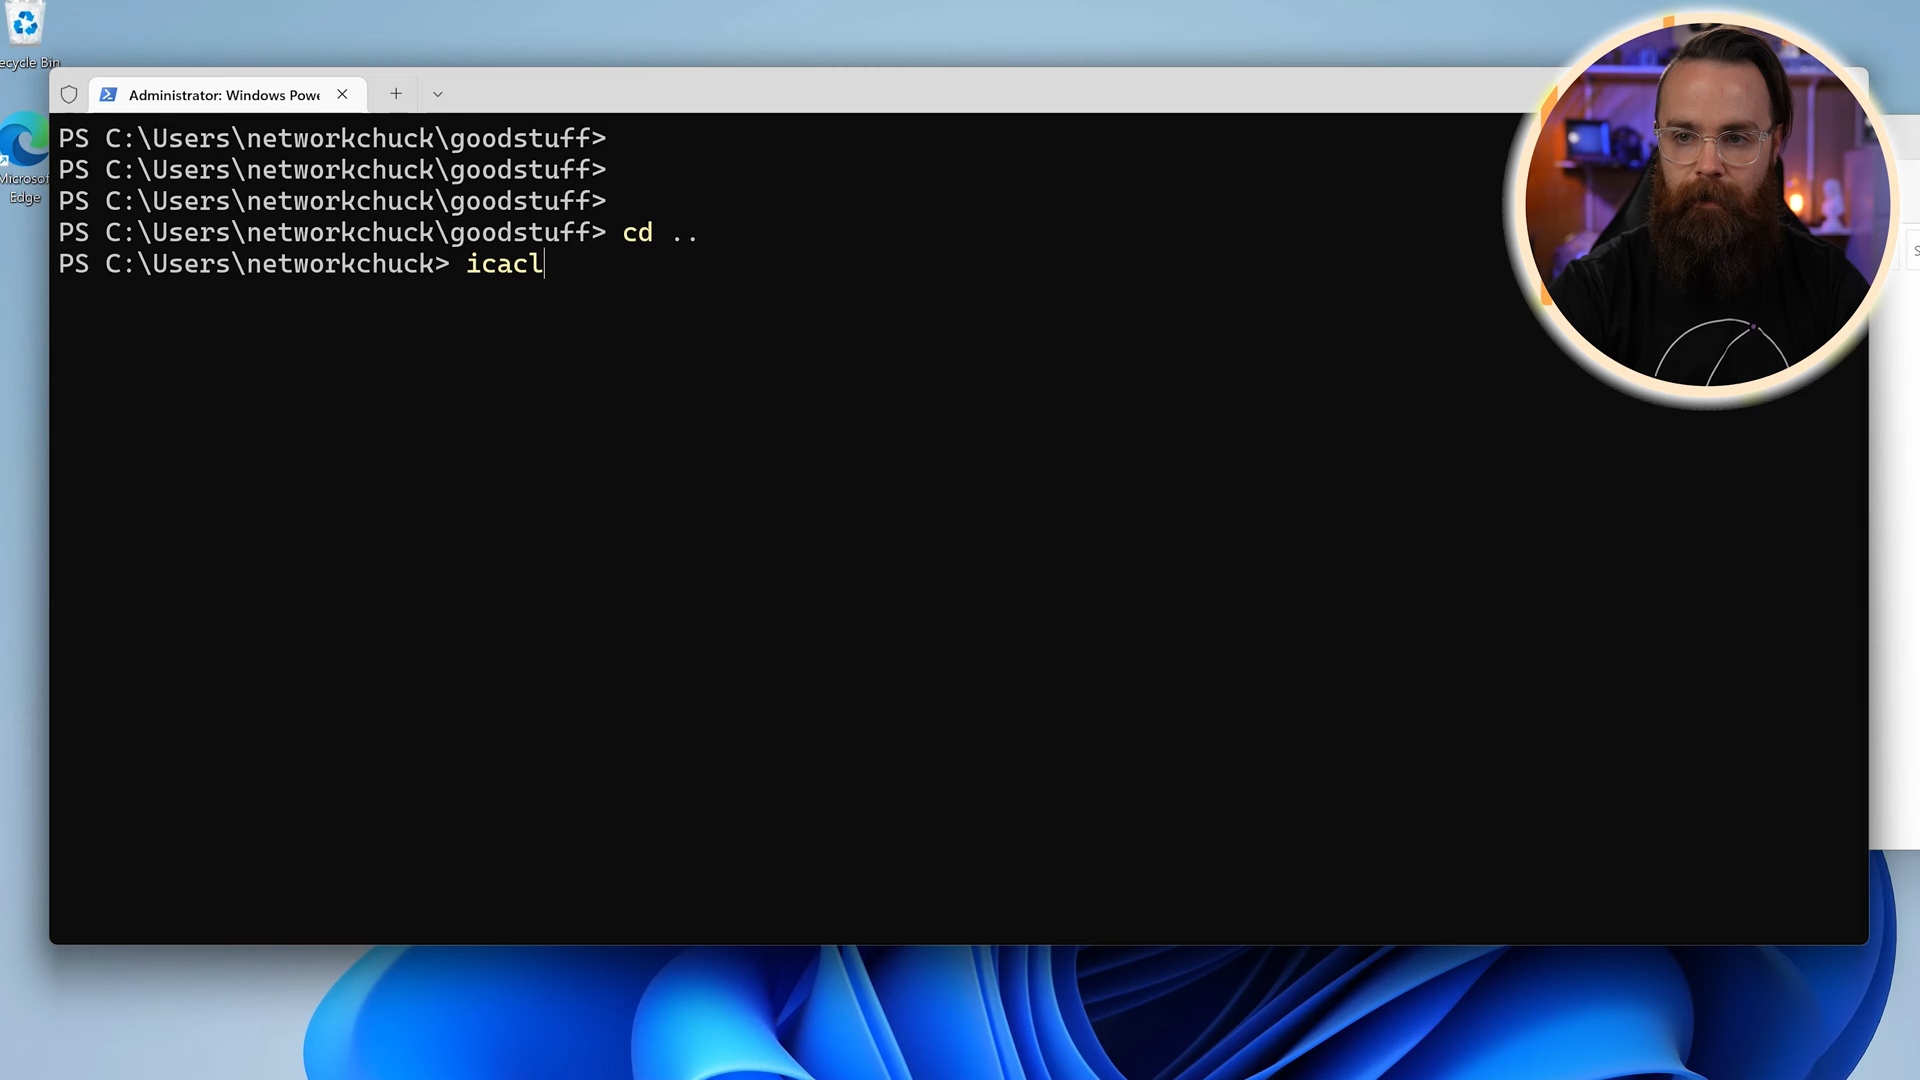 ecycle Bin
Administrator: Windows Powe
PS C:\Users\networkchuck\goodstuff>
PS C:\Users\networkchuck\goodstuff>
PS C:\Users\networkchuck\goodstuff>
PS C:\Users\networkchuck\goodstuff> cd ..
PS C:\Users\networkchuck> icacl
Microsof
Edge
S